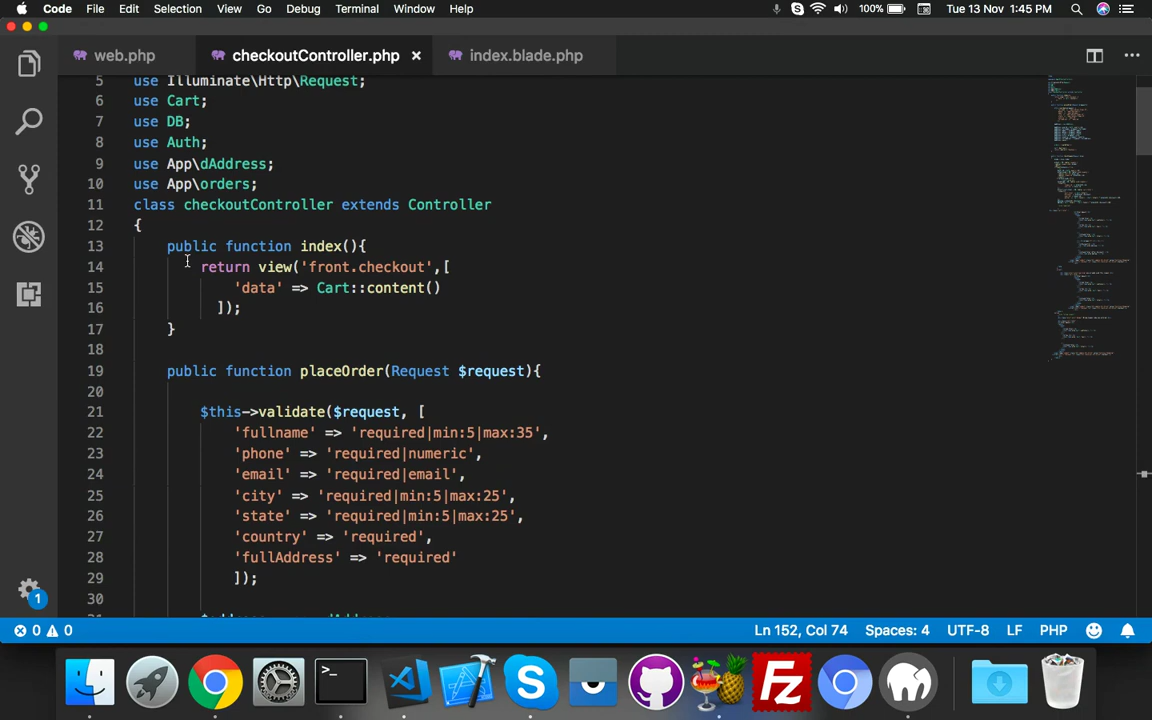 Code File Edit Selection View Go Debug Terminal Window Help 100% Tue 13 Nov 1:45 PM
web.php checkoutController.php × index.blade.php
5 use Illuminate\Http\Request;
6 use Cart;
7 use DB;
8 use Auth;
9 use App\dAddress;
10 use App\orders;
11 class checkoutController extends Controller
12 {
13 public function index(){
14 return view('front.checkout',[
15 'data' => Cart::content()
16 ]);
17 }
18
19 public function placeOrder(Request $request){
20
21 $this->validate($request, [
22 'fullname' => 'required|min:5|max:35',
23 'phone' => 'required|numeric',
24 'email' => 'required|email',
25 'city' => 'required|min:5|max:25',
26 'state' => 'required|min:5|max:25',
27 'country' => 'required',
28 'fullAddress' => 'required'
29 ]);
30
1
0 0 Ln 152, Col 74 Spaces: 4 UTF-8 LF PHP
>_ S Fz